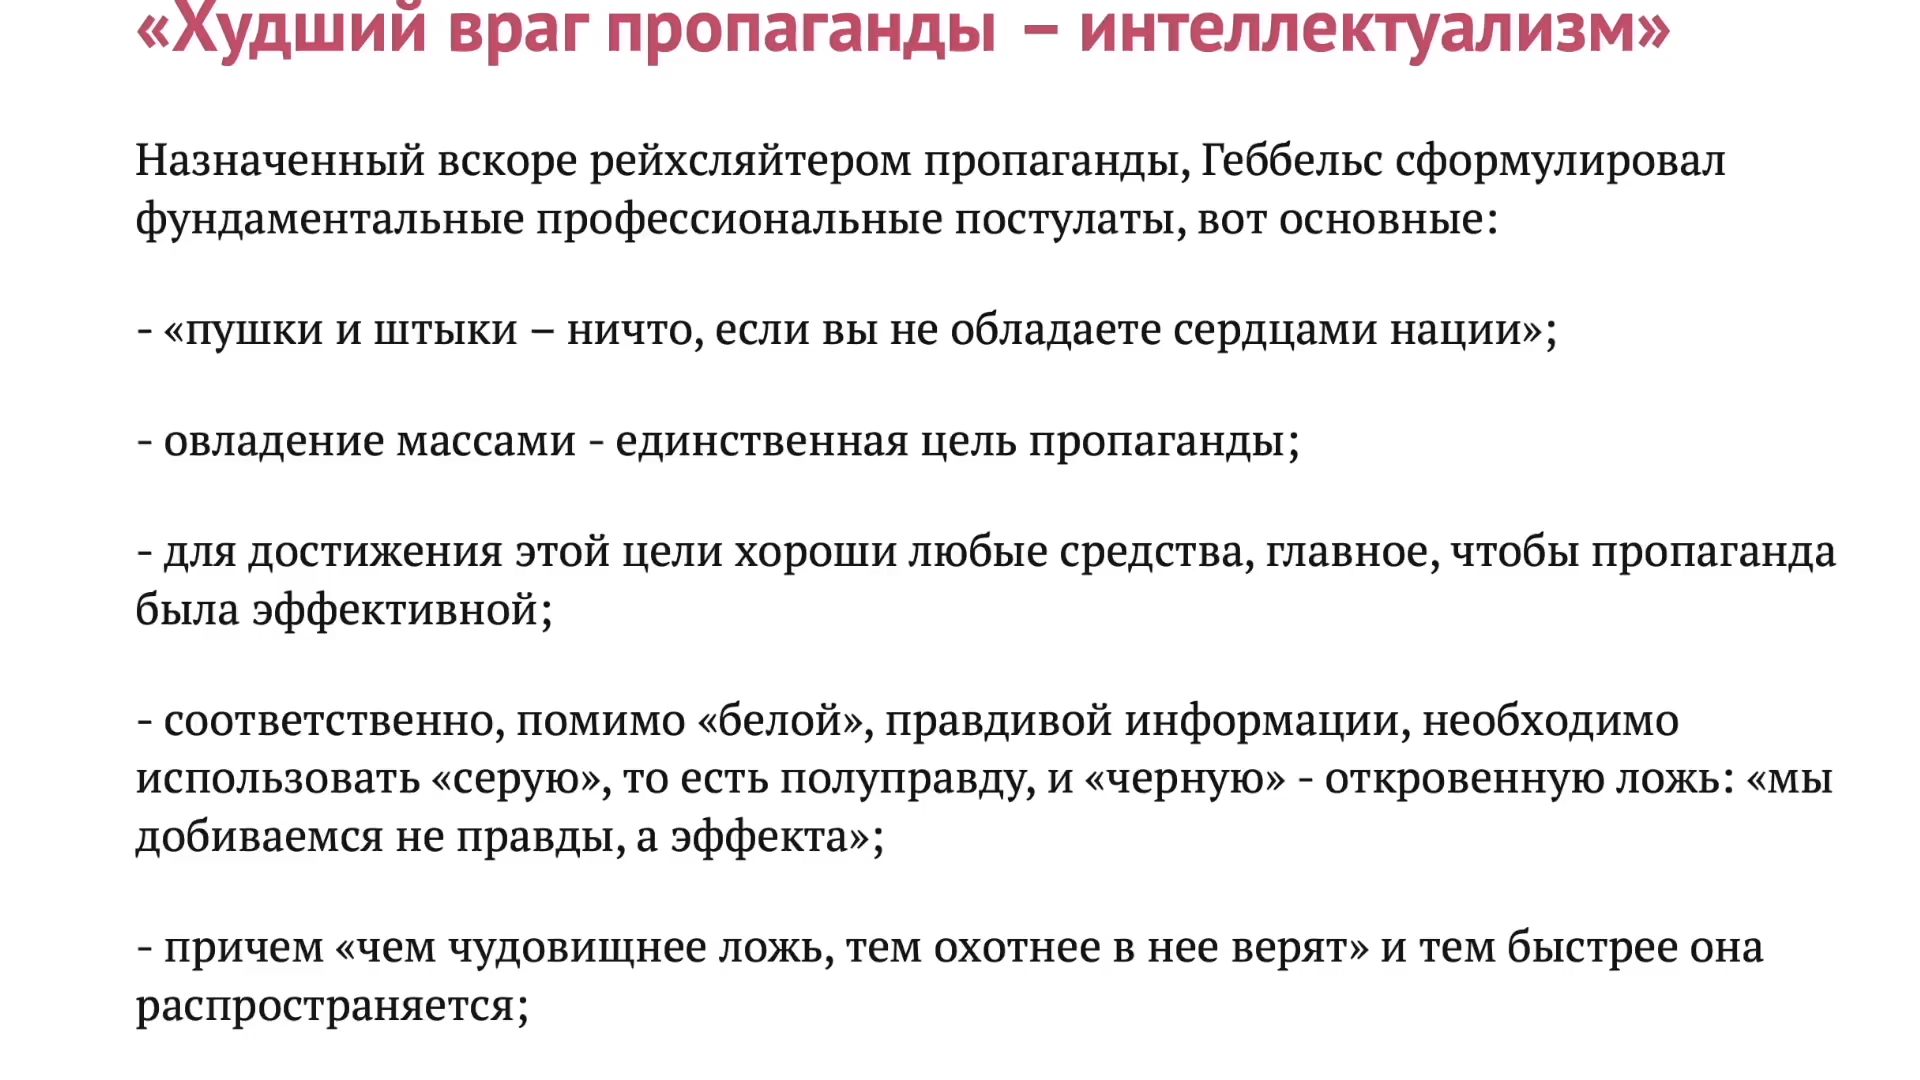 «Худший враг пропаганды – интеллектуализм»
Назначенный вскоре рейхсляйтером пропаганды, Геббельс сформулировал
фундаментальные профессиональные постулаты, вот основные:
- «пушки и штыки – ничто, если вы не обладаете сердцами нации»;
- овладение массами - единственная цель пропаганды;
- для достижения этой цели хороши любые средства, главное, чтобы пропаганда
была эффективной;
- соответственно, помимо «белой», правдивой информации, необходимо
использовать «серую», то есть полуправду, и «черную» - откровенную ложь: «мы
добиваемся не правды, а эффекта»;
- причем «чем чудовищнее ложь, тем охотнее в нее верят» и тем быстрее она
распространяется;